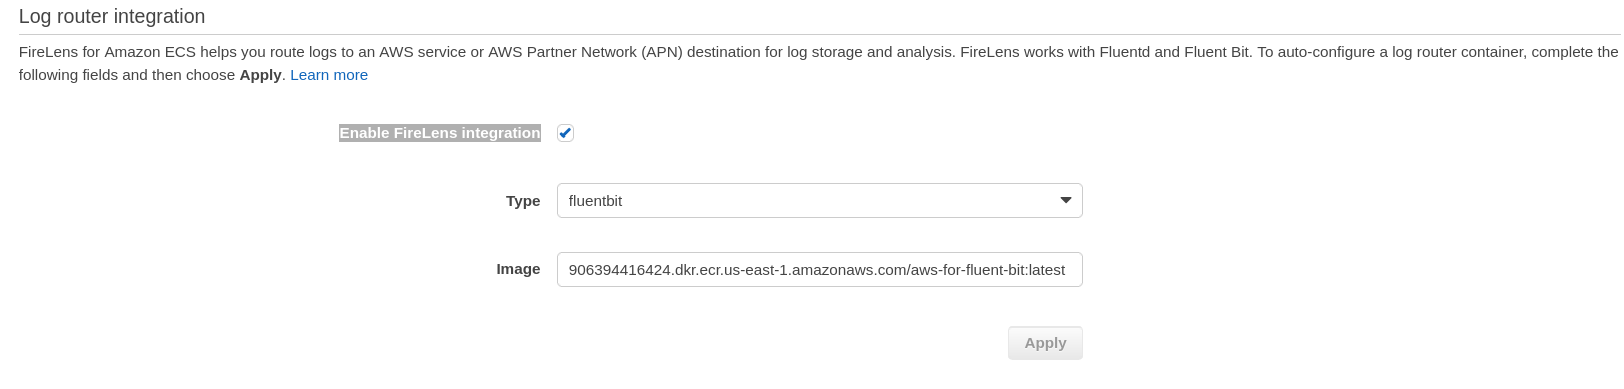 Log router integration
FireLens for Amazon ECS helps you route logs to an AWS service or AWS Partner Network (APN) destination for log storage and analysis. FireLens works with Fluentd and Fluent Bit. To auto-configure a log router container, complete the
following fields and then choose Apply. Learn more
Enable FireLens integration
Type fluentbit
Image 906394416424.dkr.ecr.us-east-1.amazonaws.com/aws-for-fluent-bit:latest
Apply